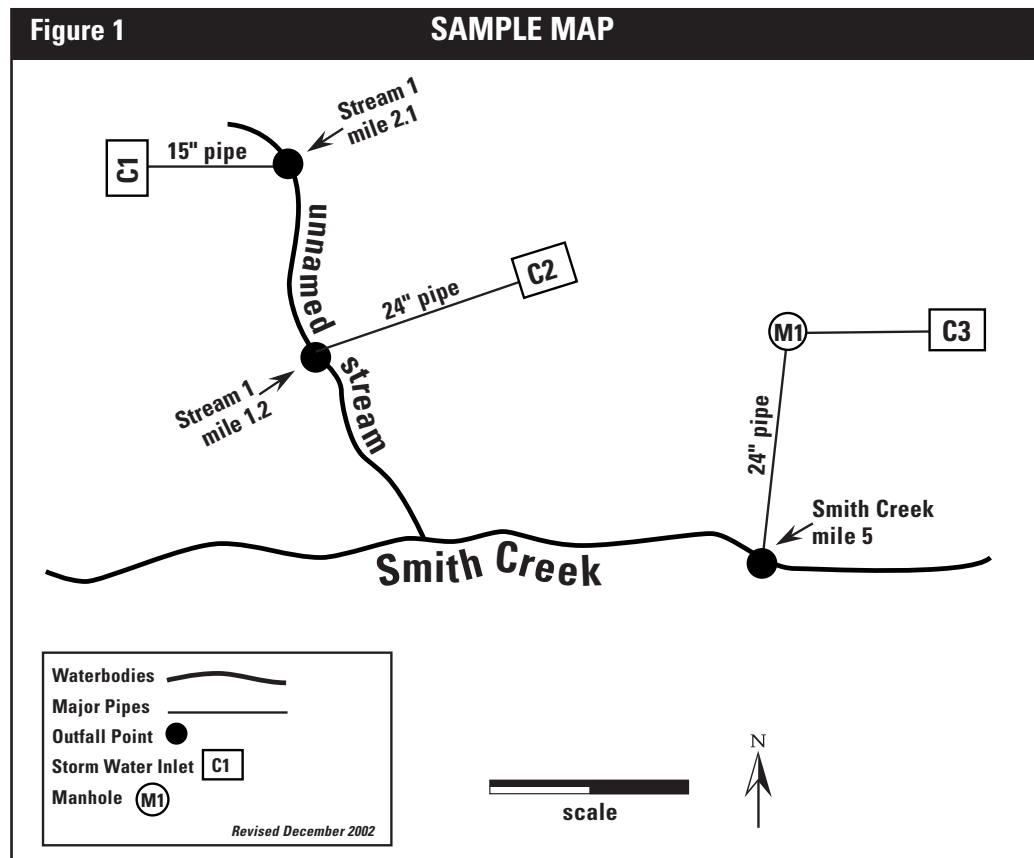 Figure 1
SAMPLE MAP
Stream 1
mile 2.1
15" pipe
C1
unnamed
stream
24" pipe
C2
Stream 1
mile 1.2
M1
C3
24" pipe
Smith Creek
mile 5
Smith Creek
Waterbodies
Major Pipes
Outfall Point
Storm Water Inlet C1
Manhole M1
Revised December 2002
scale
N